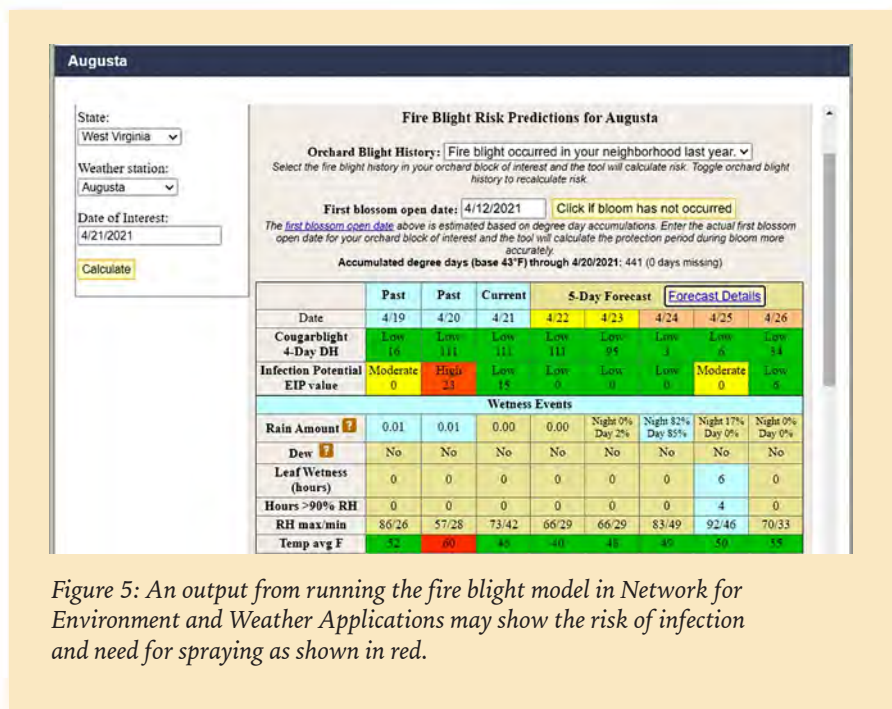 Augusta
State:
West Virginia
Weather station:
Augusta
Date of Interest:
4/21/2021
Calculate
Fire Blight Risk Predictions for Augusta
Orchard Blight History: Fire blight occurred in your neighborhood last year.
Select the fire blight history in your orchard block of interest and the tool will calculate risk. Toggle orchard blight
history to recalculate risk.
First blossom open date: 4/12/2021 Click if bloom has not occurred
The first blossom open date above is estimated based on degree day accumulations. Enter the actual first blossom
open date for your orchard block of interest and the tool will calculate the protection period during bloom more
accurately.
Accumulated degree days (base 43°F) through 4/20/2021: 441 (0 days missing)
Past Past Current 5-Day Forecast Forecast Details
Date 4/19 4/20 4/21 4/22 4/23 4/24 4/25 4/26
Cougarblight Low Low Low Low Low Low Low Low
4-Day DH 16 111 111 111 95 3 6 34
Infection Potential Moderate High Low Low Low Low Moderate Low
EIP value 0 23 15 0 0 0 0 6
Wetness Events
Rain Amount ? 0.01 0.01 0.00 0.00 Night 0% Night 82% Night 17% Night 0%
Day 2% Day 85% Day 0% Day 0%
Dew ? No No No No No No No No
Leaf Wetness
(hours) 0 0 0 0 0 0 6 0
Hours >90% RH 0 0 0 0 0 0 4 0
RH max/min 86/26 57/28 73/42 66/29 66/29 83/49 92/46 70/33
Temp avg F 52 60 40 48 49 50 55
Figure 5: An output from running the fire blight model in Network for
Environment and Weather Applications may show the risk of infection
and need for spraying as shown in red.